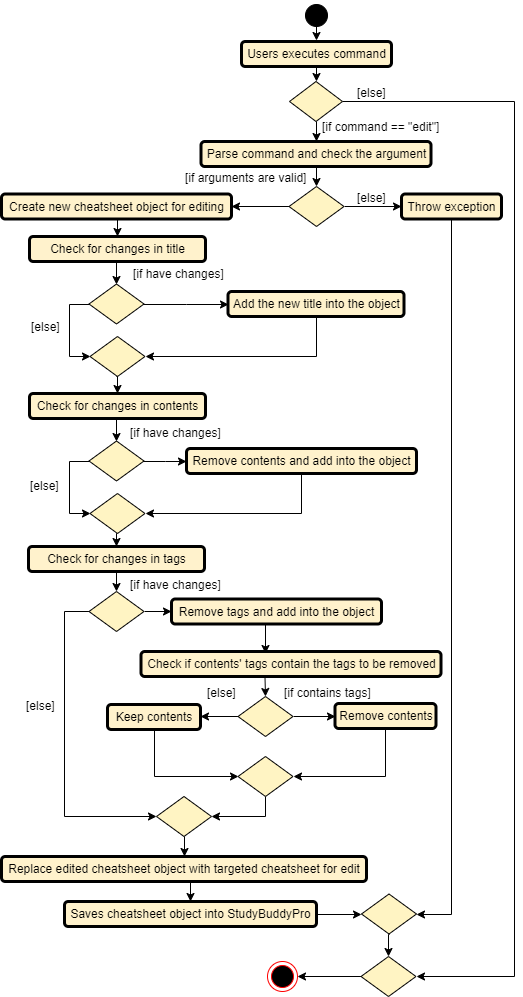 Users executes command
[else]
[if command == "edit"]
Parse command and check the argument
[if arguments are valid]
[else]
Create new cheatsheet object for editing
Throw exception
Check for changes in title
[if have changes]
Add the new title into the object
[else]
Check for changes in contents
[if have changes]
Remove contents and add into the object
[else]
Check for changes in tags
[if have changes]
Remove tags and add into the object
Check if contents' tags contain the tags to be removed
[else]
[if contains tags]
[else]
Keep contents
Remove contents
Replace edited cheatsheet object with targeted cheatsheet for edit
Saves cheatsheet object into StudyBuddyPro